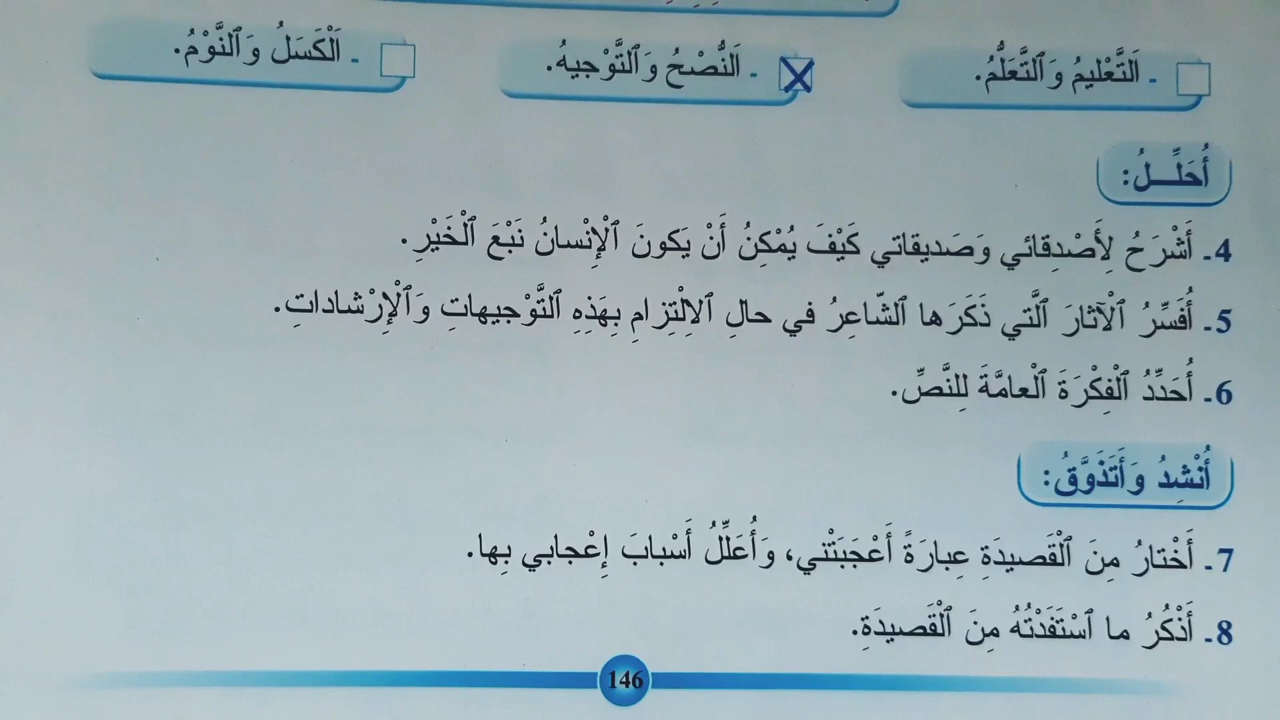 - اَلتَّعْليمُ وَٱلتَّعَلُّمُ. - اَلنُّصْحُ وَٱلتَّوْجيهُ. - اَلْكَسَلُ وَٱلنَّوْمُ.
أُحَلِّــلُ:
4- أَشْرَحُ لِأَصْدِقائي وَصَديقاتي كَيْفَ يُمْكِنُ أَنْ يَكونَ ٱلْإِنْسانُ نَبْعَ ٱلْخَيْرِ.
5- أُفَسِّرُ ٱلْآثارَ ٱلَّتي ذَكَرَها ٱلشّاعِرُ في حالِ ٱلِالْتِزامِ بِهَذِهِ ٱلتَّوْجيهاتِ وَٱلْإِرْشاداتِ.
6- أُحَدِّدُ ٱلْفِكْرَةَ ٱلْعامَّةَ لِلنَّصِّ.
أُنْشِدُ وَأَتَذَوَّقُ:
7- أَخْتارُ مِنَ ٱلْقَصيدَةِ عِبارَةً أَعْجَبَتْني، وَأُعَلِّلُ أَسْبابَ إِعْجابي بِها.
8- أَذْكُرُ ما ٱسْتَفَدْتُهُ مِنَ ٱلْقَصيدَةِ.
146